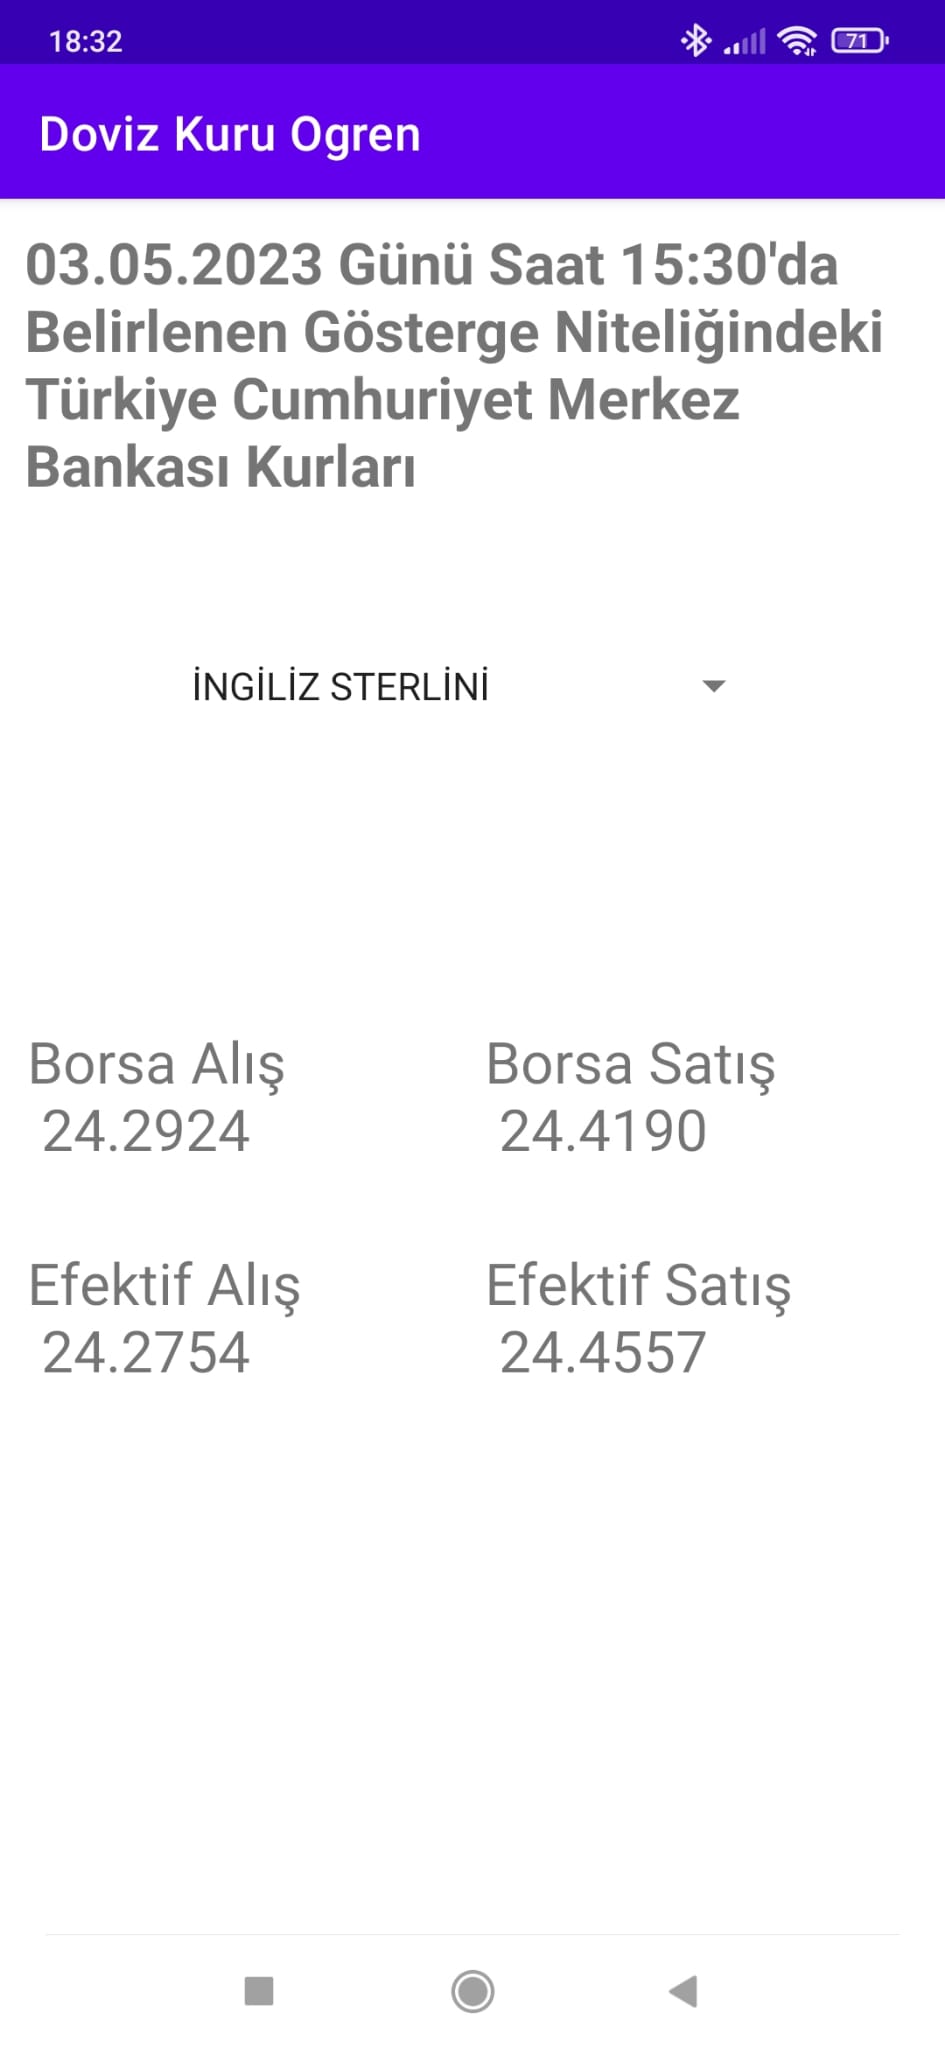 18:32
71
Doviz Kuru Ogren
03.05.2023 Günü Saat 15:30'da
Belirlenen Gösterge Niteliğindeki
Türkiye Cumhuriyet Merkez
Bankası Kurları
İNGİLİZ STERLİNİ
Borsa Alış
24.2924
Borsa Satış
24.4190
Efektif Alış
24.2754
Efektif Satış
24.4557